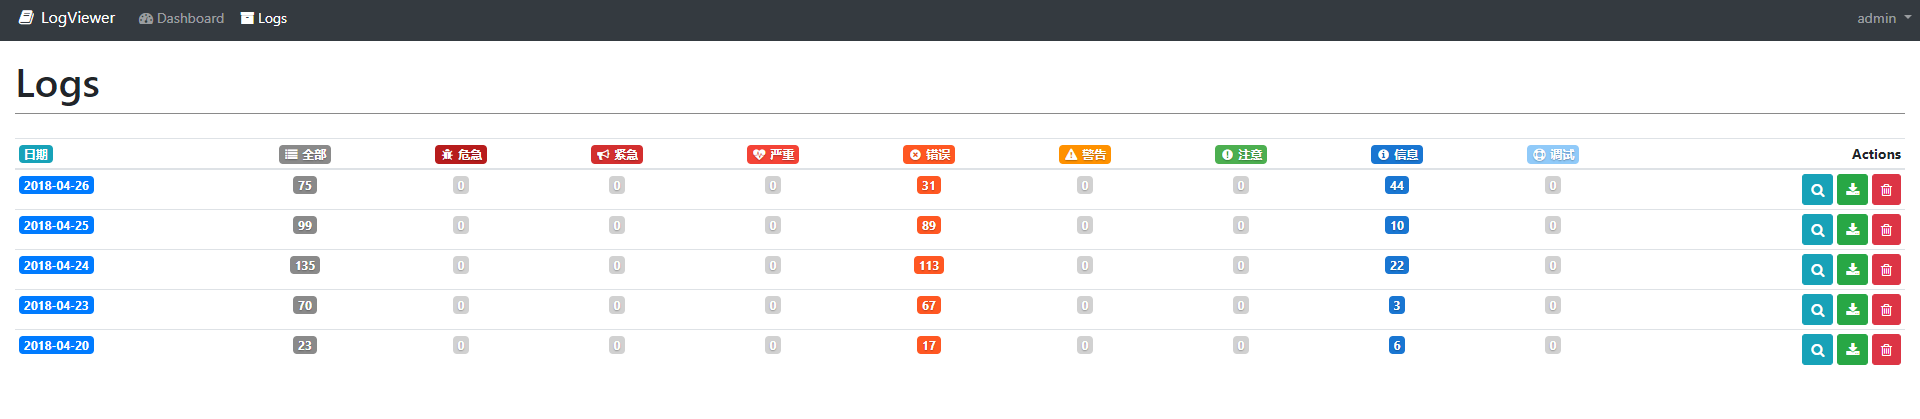 LogViewer Dashboard Logs admin
Logs
日期 全部 危急 紧急 严重 错误 警告 注意 信息 调试 Actions
2018-04-26 75 0 0 0 31 0 0 44 0
2018-04-25 99 0 0 0 89 0 0 10 0
2018-04-24 135 0 0 0 113 0 0 22 0
2018-04-23 70 0 0 0 67 0 0 3 0
2018-04-20 23 0 0 0 17 0 0 6 0